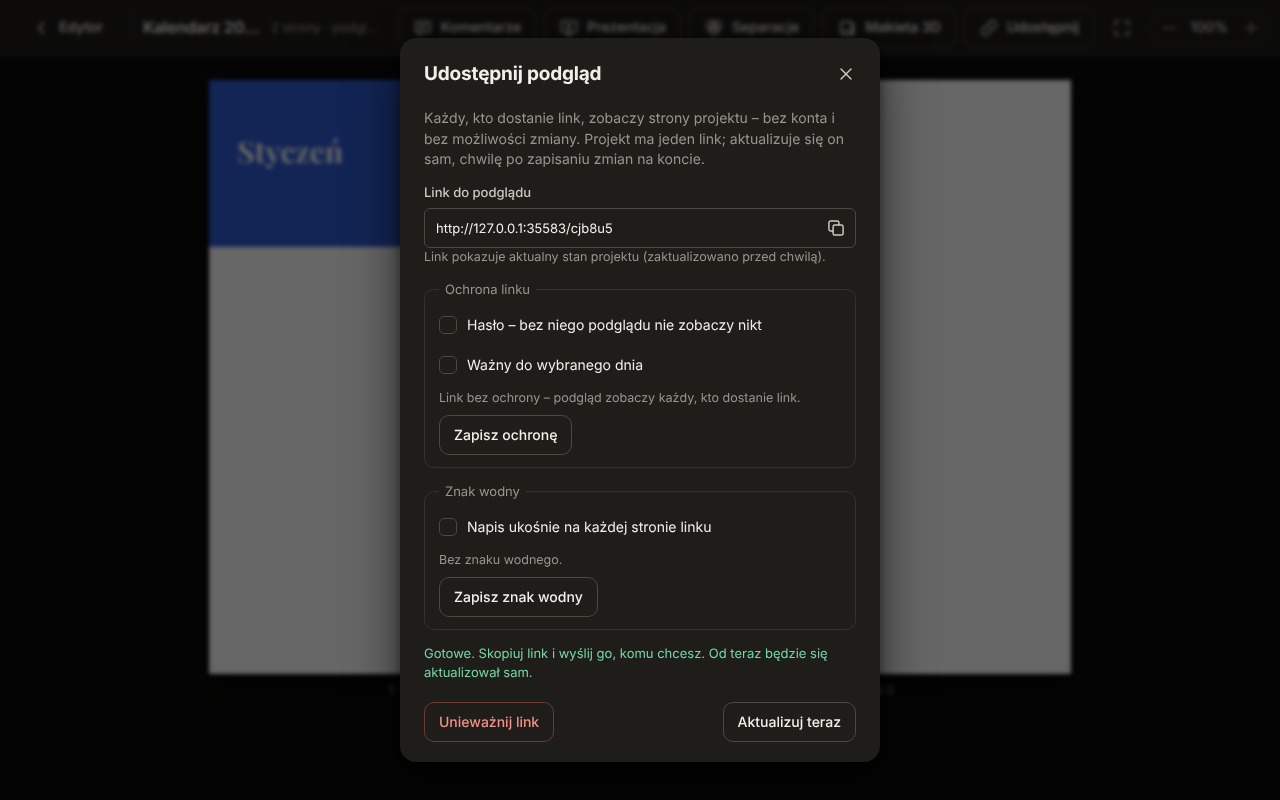 Edytor
Kalendarz 20...
Komentarze
Prezentacja
Separacje
Makieta 3D
Udostępnij
100%
Styczeń
Udostępnij podgląd
Każdy, kto dostanie link, zobaczy strony projektu – bez konta i
bez możliwości zmiany. Projekt ma jeden link; aktualizuje się on
sam, chwilę po zapisaniu zmian na koncie.
Link do podglądu
http://127.0.0.1:35583/cjb8u5
Link pokazuje aktualny stan projektu (zaktualizowano przed chwilą).
Ochrona linku
Hasło – bez niego podglądu nie zobaczy nikt
Ważny do wybranego dnia
Link bez ochrony – podgląd zobaczy każdy, kto dostanie link.
Zapisz ochronę
Znak wodny
Napis ukośnie na każdej stronie linku
Bez znaku wodnego.
Zapisz znak wodny
Gotowe. Skopiuj link i wyślij go, komu chcesz. Od teraz będzie się
aktualizował sam.
Unieważnij link
Aktualizuj teraz